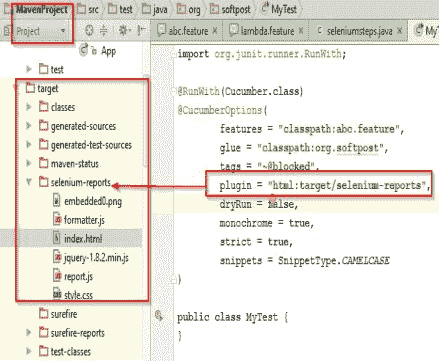 MavenProject src test java org softpost MyTest
Project
abc.feature lambda.feature seleniumsteps.java MyTest
App
test
target
classes
generated-sources
generated-test-sources
maven-status
selenium-reports
embedded0.png
formatter.js
index.html
jquery-1.8.2.min.js
report.js
style.css
surefire
surefire-reports
test-classes
import org.junit.runner.RunWith;
@RunWith(Cucumber.class)
@CucumberOptions(
features = "classpath:abc.feature",
glue = "classpath:org.softpost",
tags = "~@blocked",
plugin = "html:target/selenium-reports",
dryRun = false,
monochrome = true,
strict = true,
snippets = SnippetType.CAMELCASE
)
public class MyTest {
}